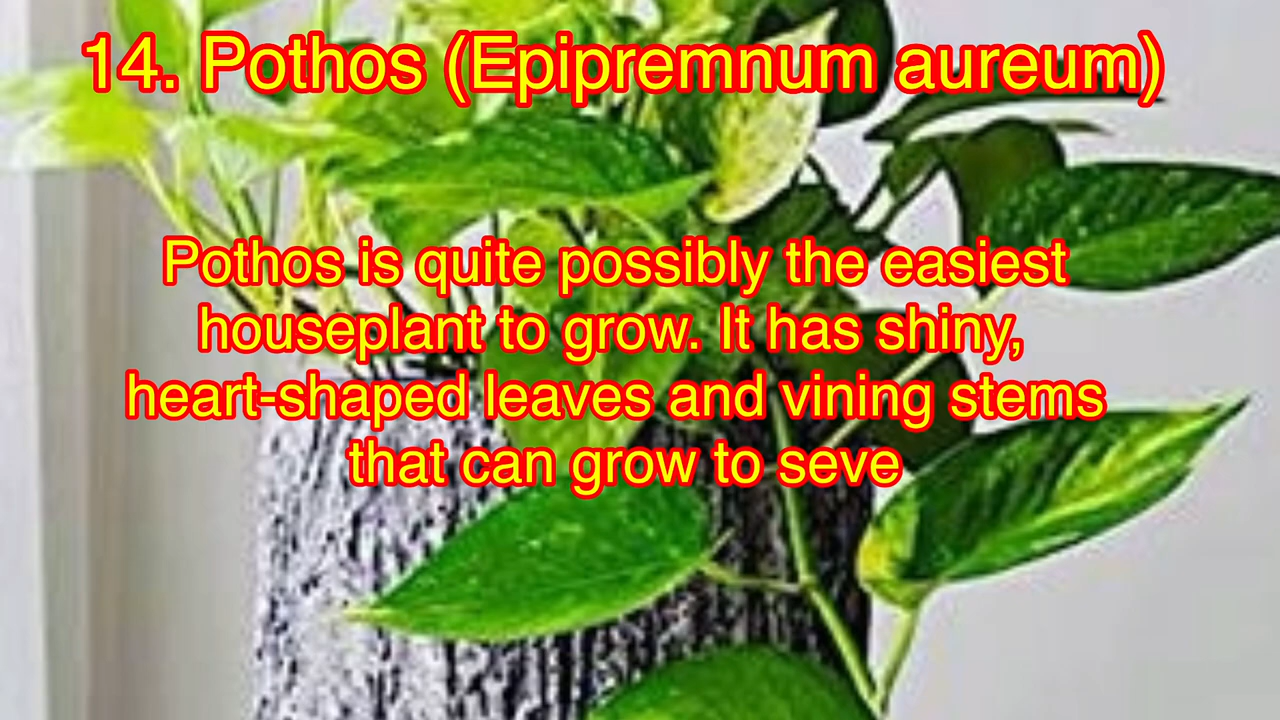 14. Pothos (Epipremnum aureum)
Pothos is quite possibly the easiest
houseplant to grow. It has shiny,
heart-shaped leaves and vining stems
that can grow to seve